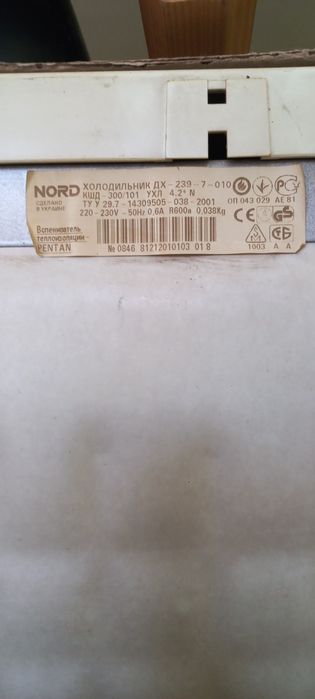 NORD
СДЕЛАНО
В УКРАИНЕ
ХОЛОДИЛЬНИК ДХ-239-7-010
КШД-300/101 УХЛ 4.2* N
ТУ У 29.7-14309505-038-2001
220-230V~50Hz 0,6A R600a 0,038Kg
ОП 043 029 АЕ 81
Вспениватель
теплоизоляции-
PENTAN
№ 0846 81212010103 01 8
CE GS
1003 A A